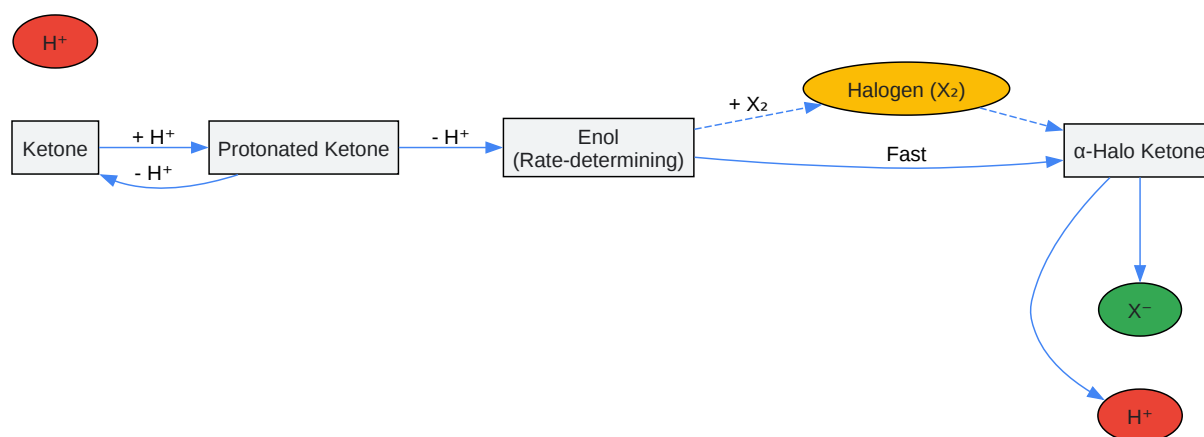 H⁺
Ketone
+ H⁺
- H⁺
Protonated Ketone
- H⁺
Enol
(Rate-determining)
+ X₂
Halogen (X₂)
Fast
α-Halo Ketone
X⁻
H⁺